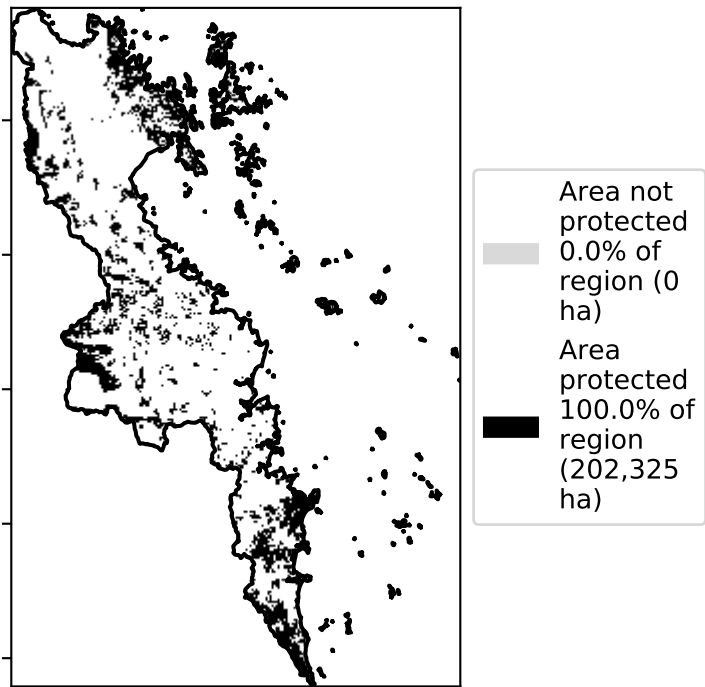 Area not
protected
0.0% of
region (0
ha)
Area
protected
100.0% of
region
(202,325
ha)